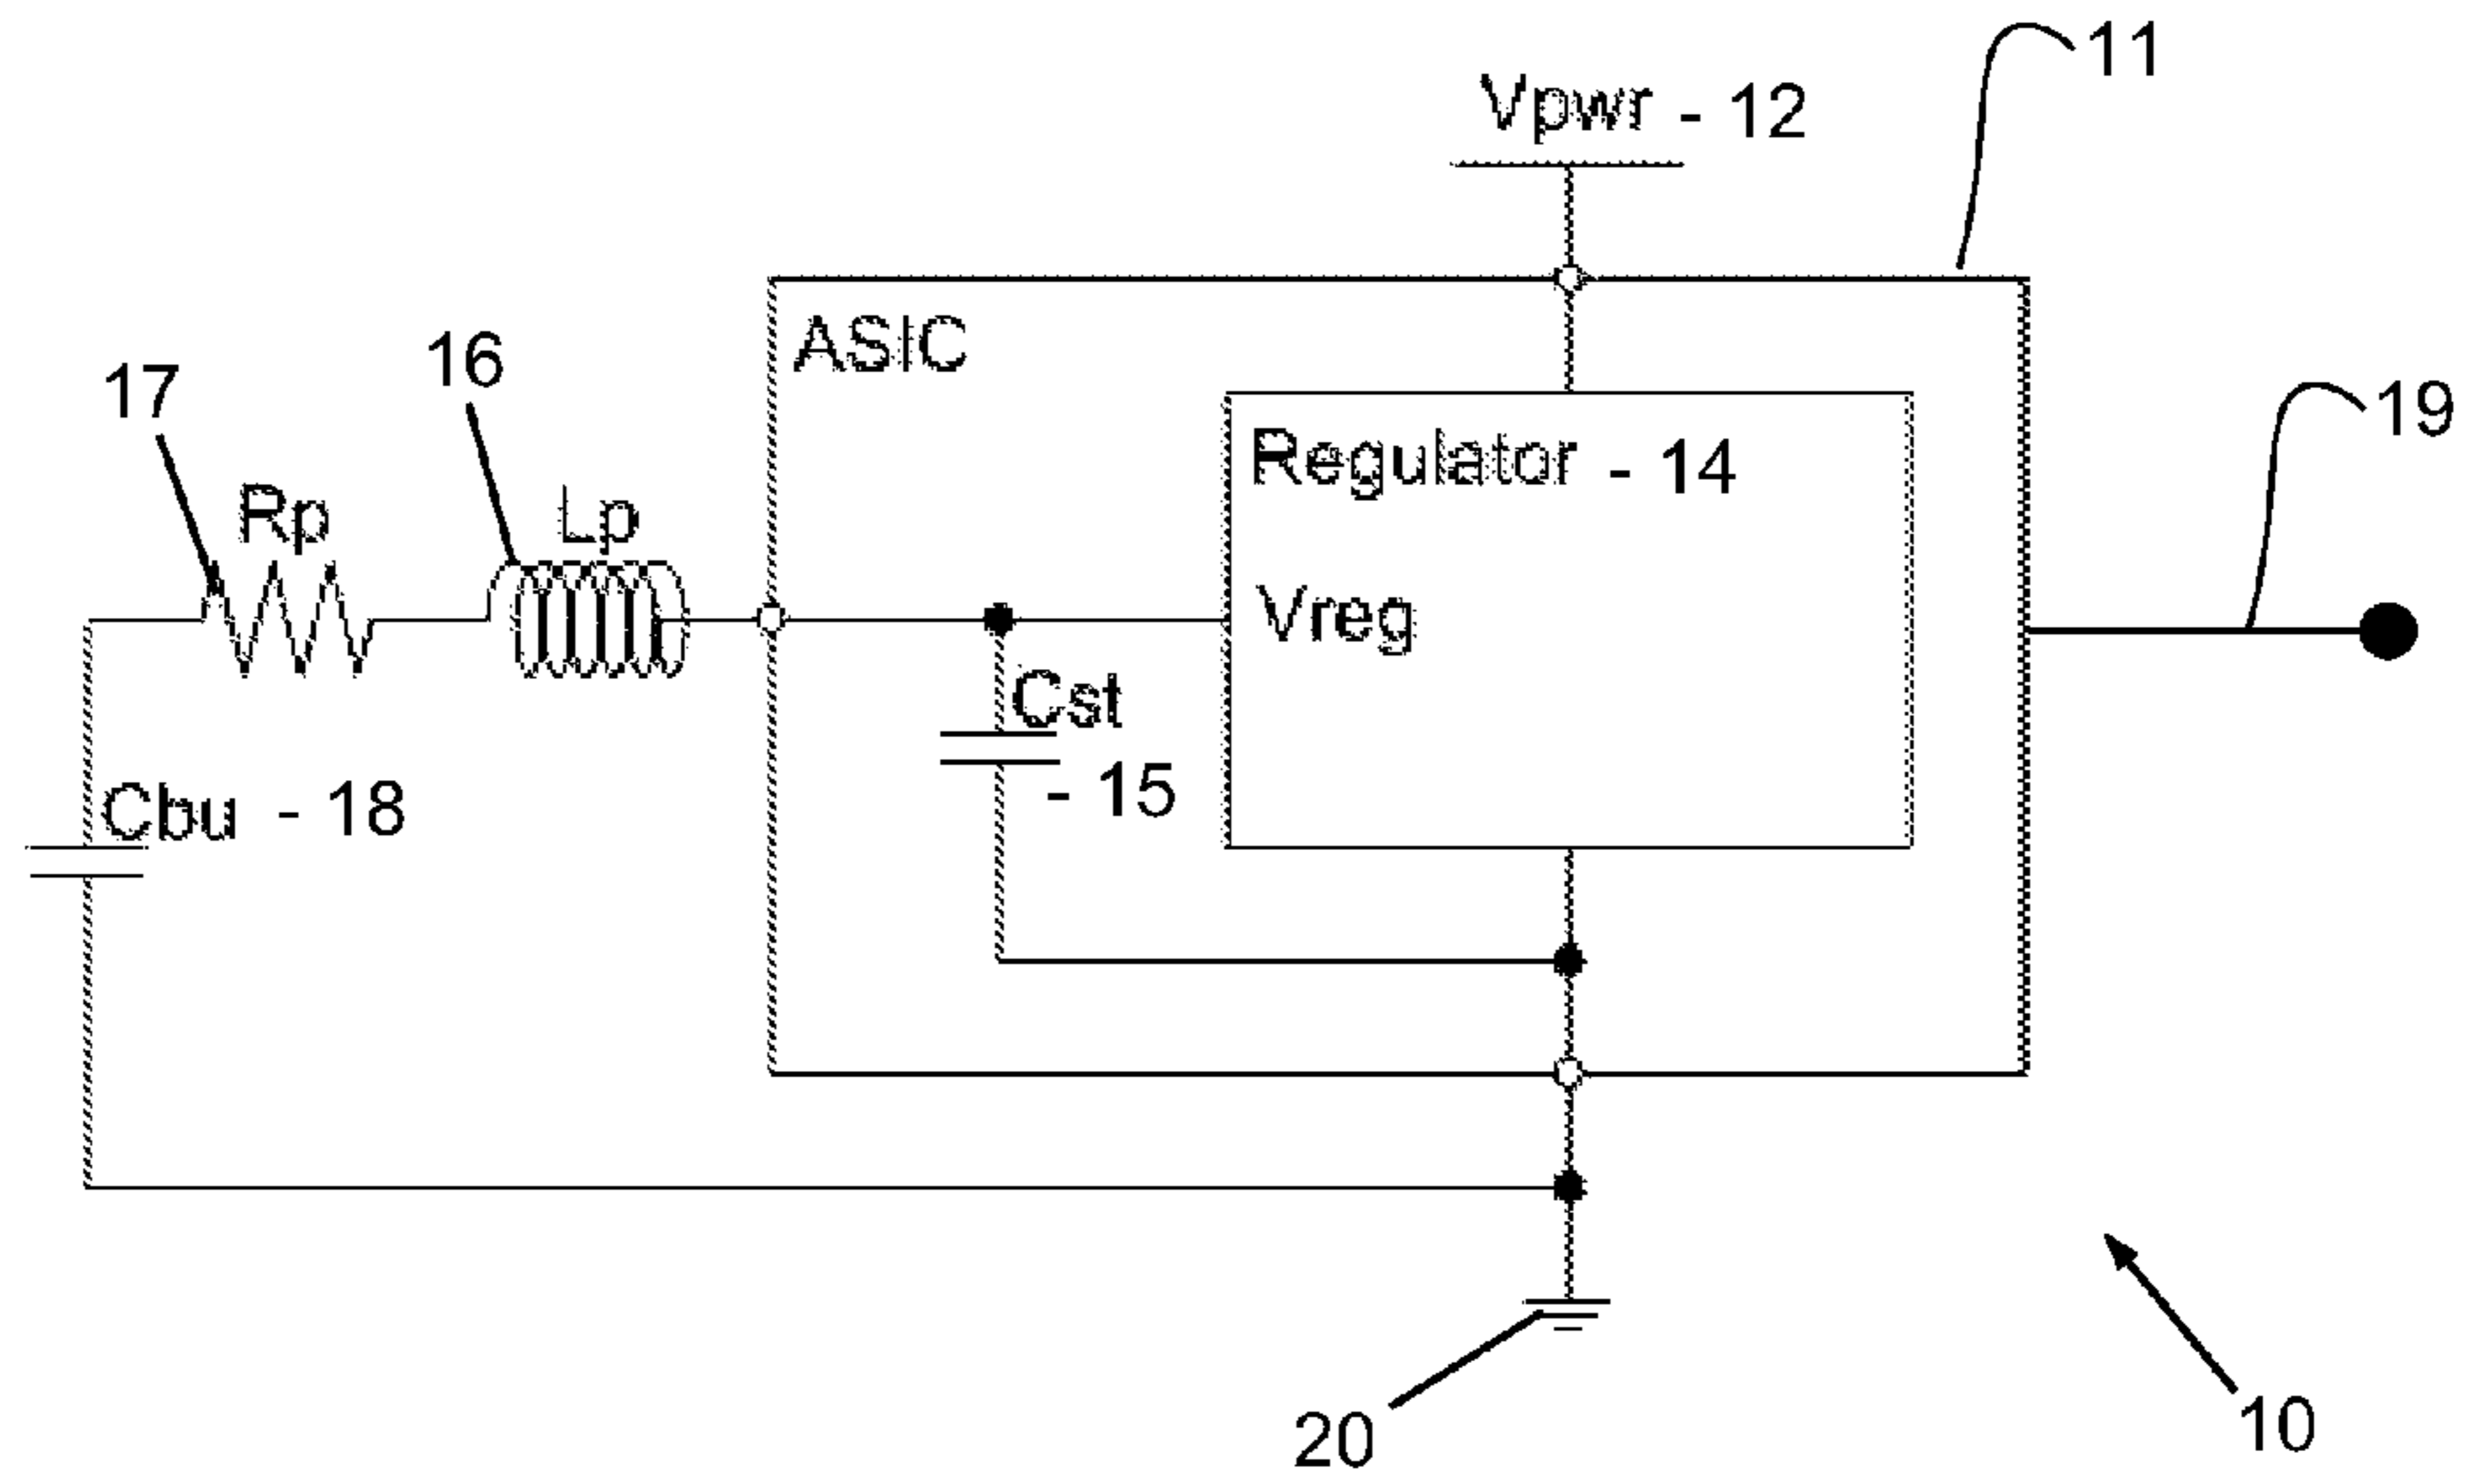 11
Vpwr - 12
ASIC
16
17
19
Regulator - 14
Rp
Lp
Vreg
Cst
- 15
Cbu - 18
20
10